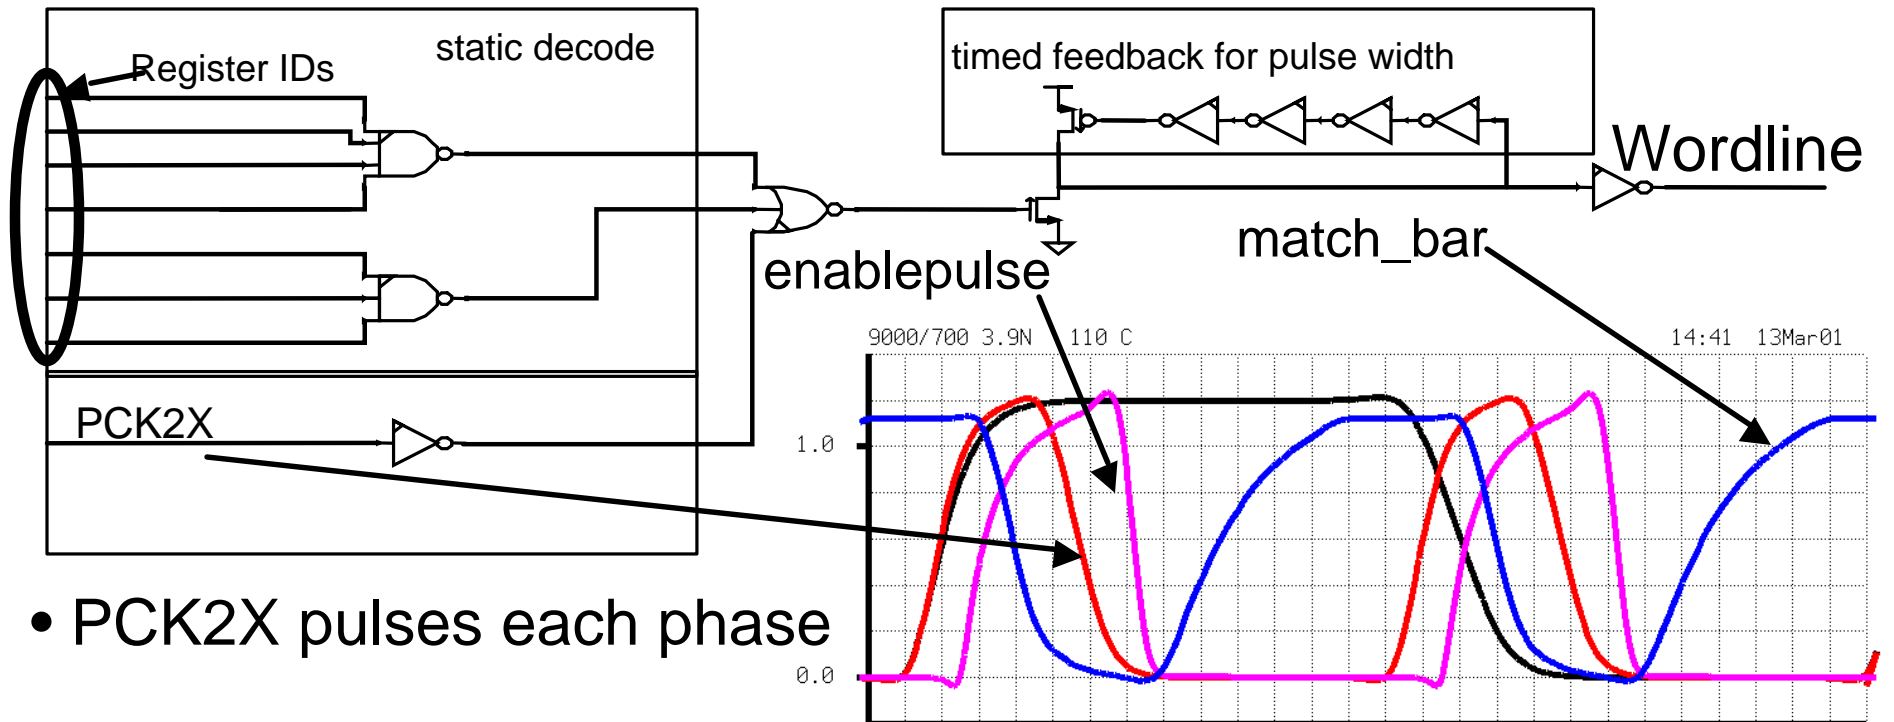 static decode
Register IDs
timed feedback for pulse width
Wordline
match_bar
enablepulse
9000/700 3.9N 110 C 14:41 13Mar01
PCK2X
1.0
0.0
• PCK2X pulses each phase